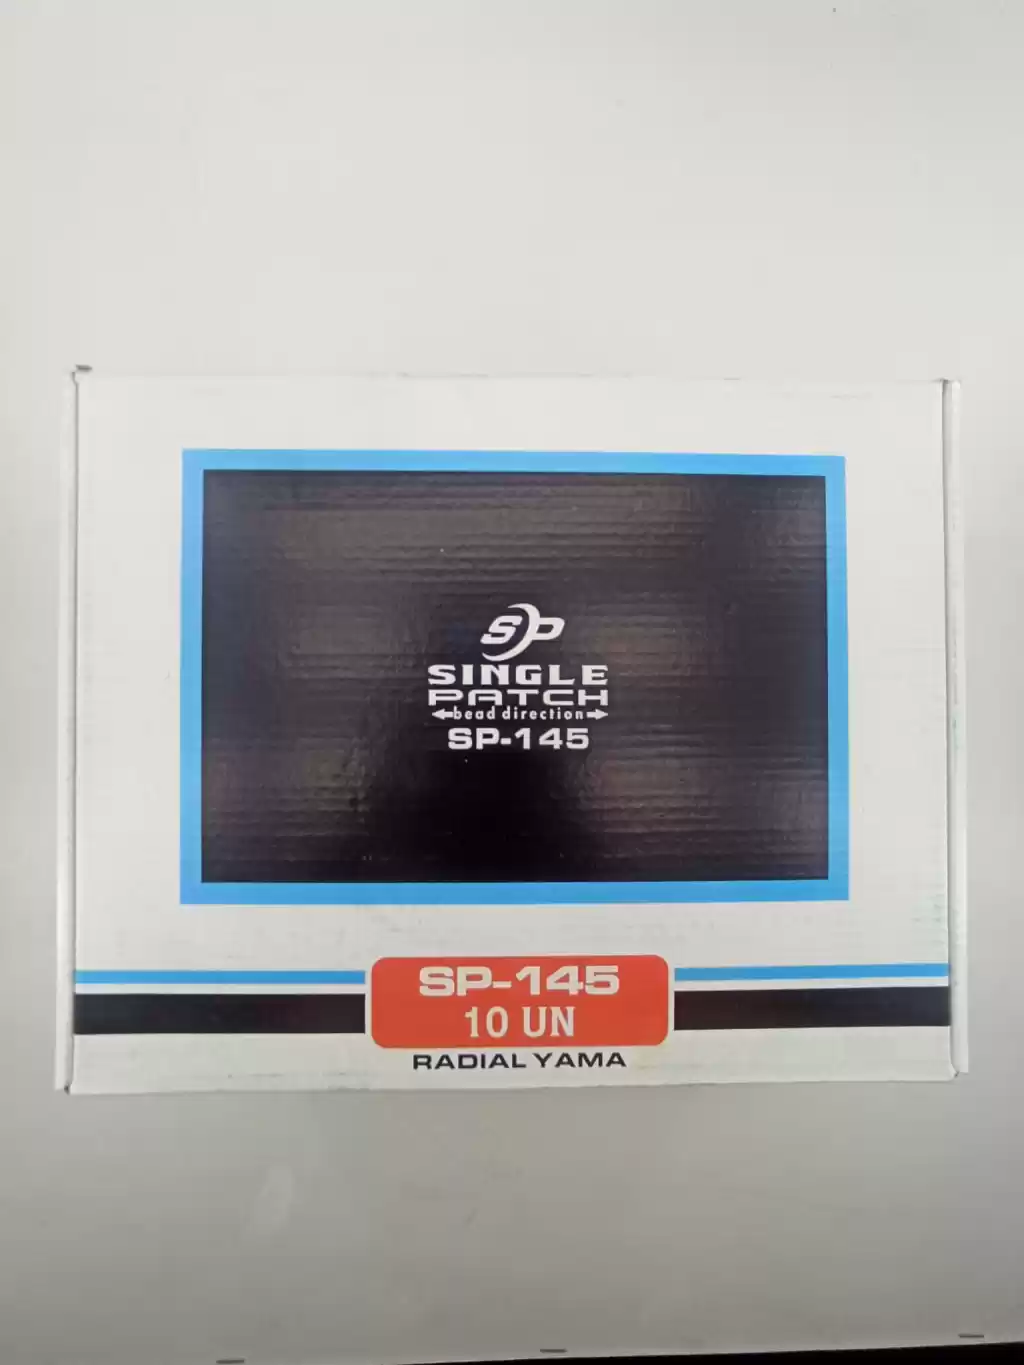 SP
SINGLE
PATCH
bead direction
SP-145
SP-145
10 UN
RADIAL YAMA